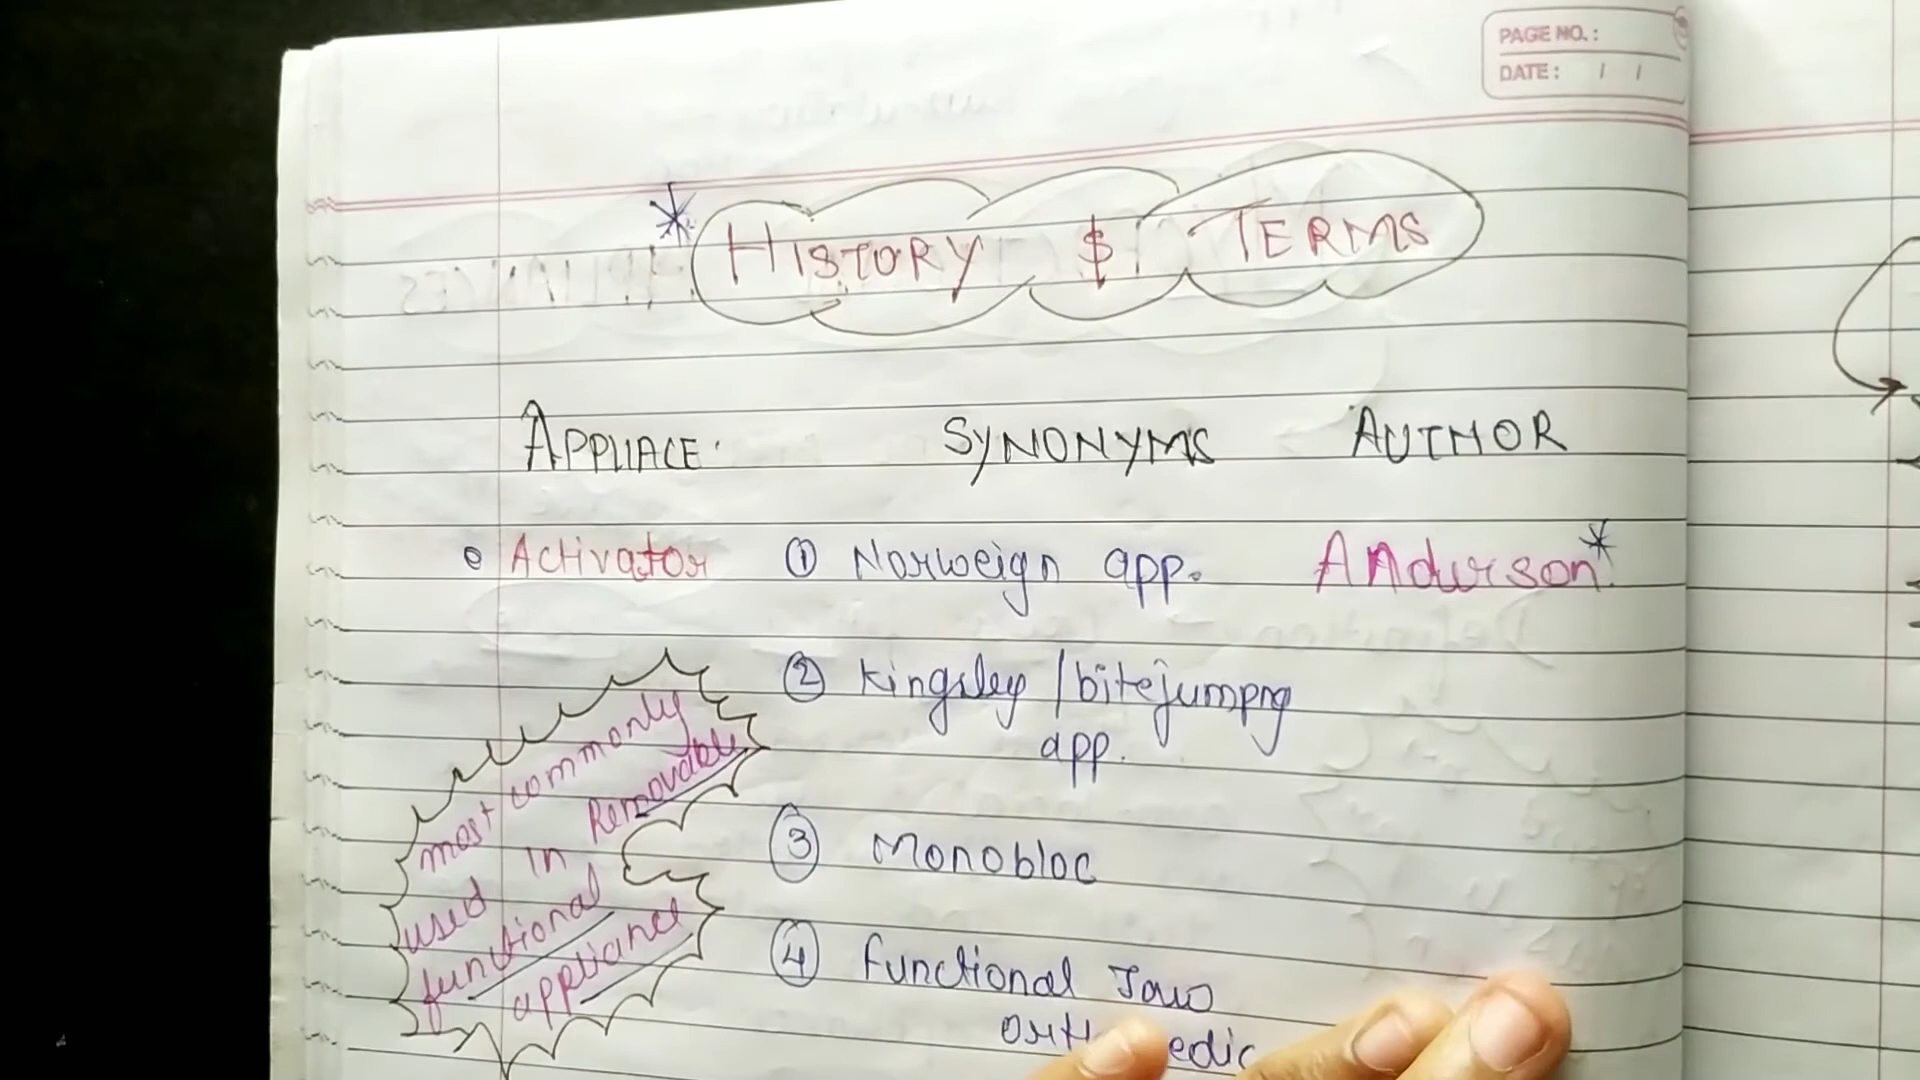 PAGE NO.:
DATE: / /
* HISTORY $ TERMS
APPLIACE. SYNONYMS AUTHOR
• Activator ① Norweign app. Anderson*
② kingsley / bitejumpng
app.
③ Monobloc
④ functional Jaw
most commonly
used in Removable
functional
appliance